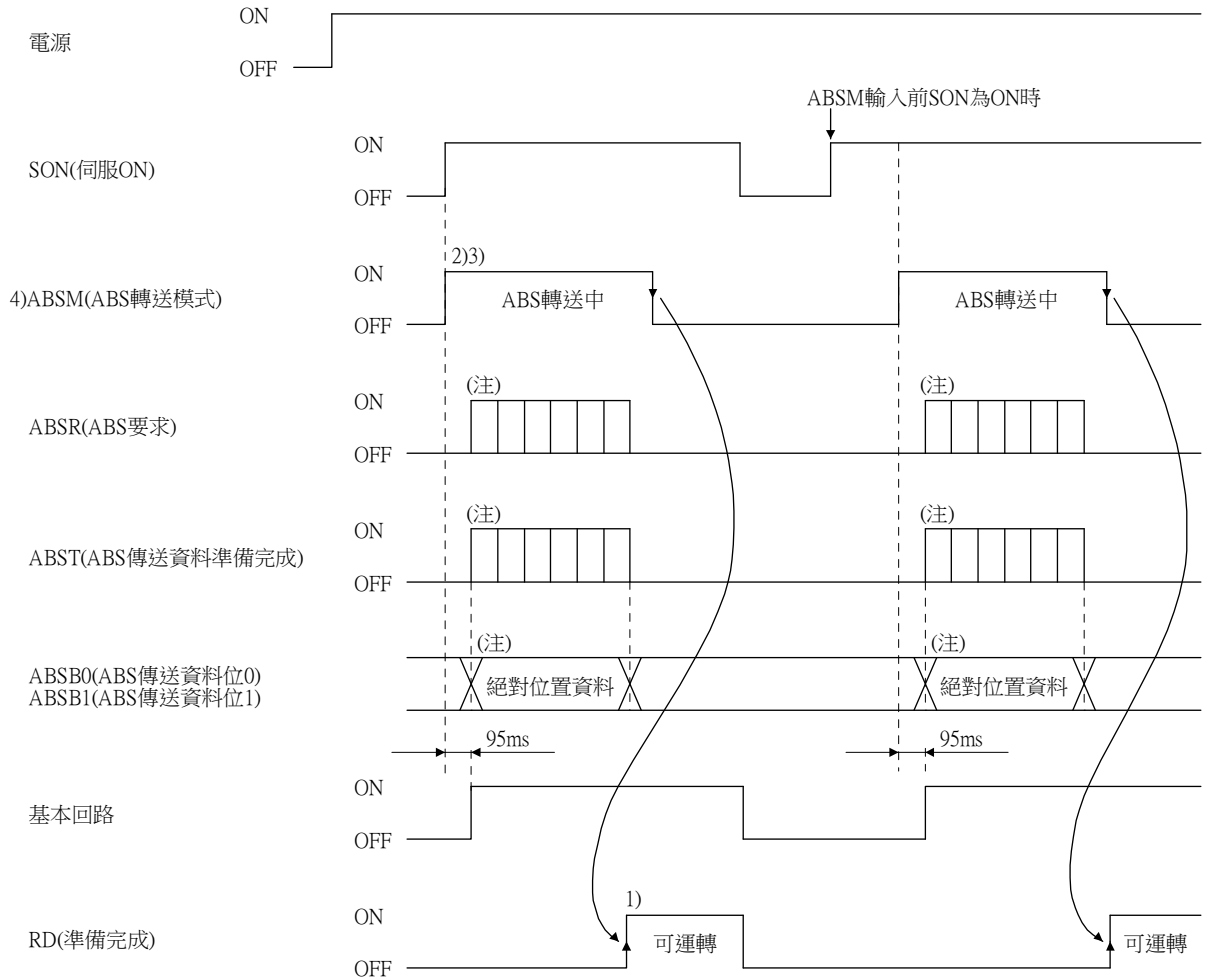 ON
電源
OFF
ABSM輸入前SON為ON時
ON
SON(伺服ON)
OFF
2)3)
ON
4)ABSM(ABS轉送模式)
ABS轉送中
ABS轉送中
OFF
(注)
(注)
ON
ABSR(ABS要求)
OFF
(注)
(注)
ON
ABST(ABS傳送資料準備完成)
OFF
(注)
(注)
ABSB0(ABS傳送資料位0)
ABSB1(ABS傳送資料位1)
絕對位置資料
絕對位置資料
95ms
95ms
ON
基本回路
OFF
1)
ON
RD(準備完成)
可運轉
可運轉
OFF